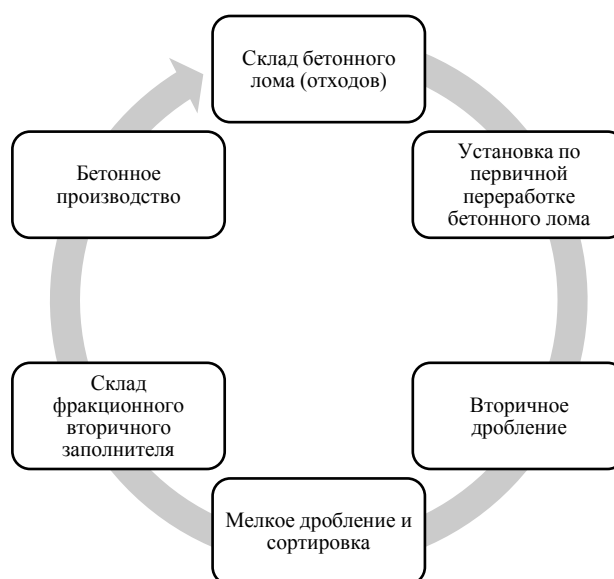 Склад бетонного
лома (отходов)
Установка по
первичной
переработке
бетонного лома
Вторичное
дробление
Мелкое дробление и
сортировка
Склад
фракционного
вторичного
заполнителя
Бетонное
производство